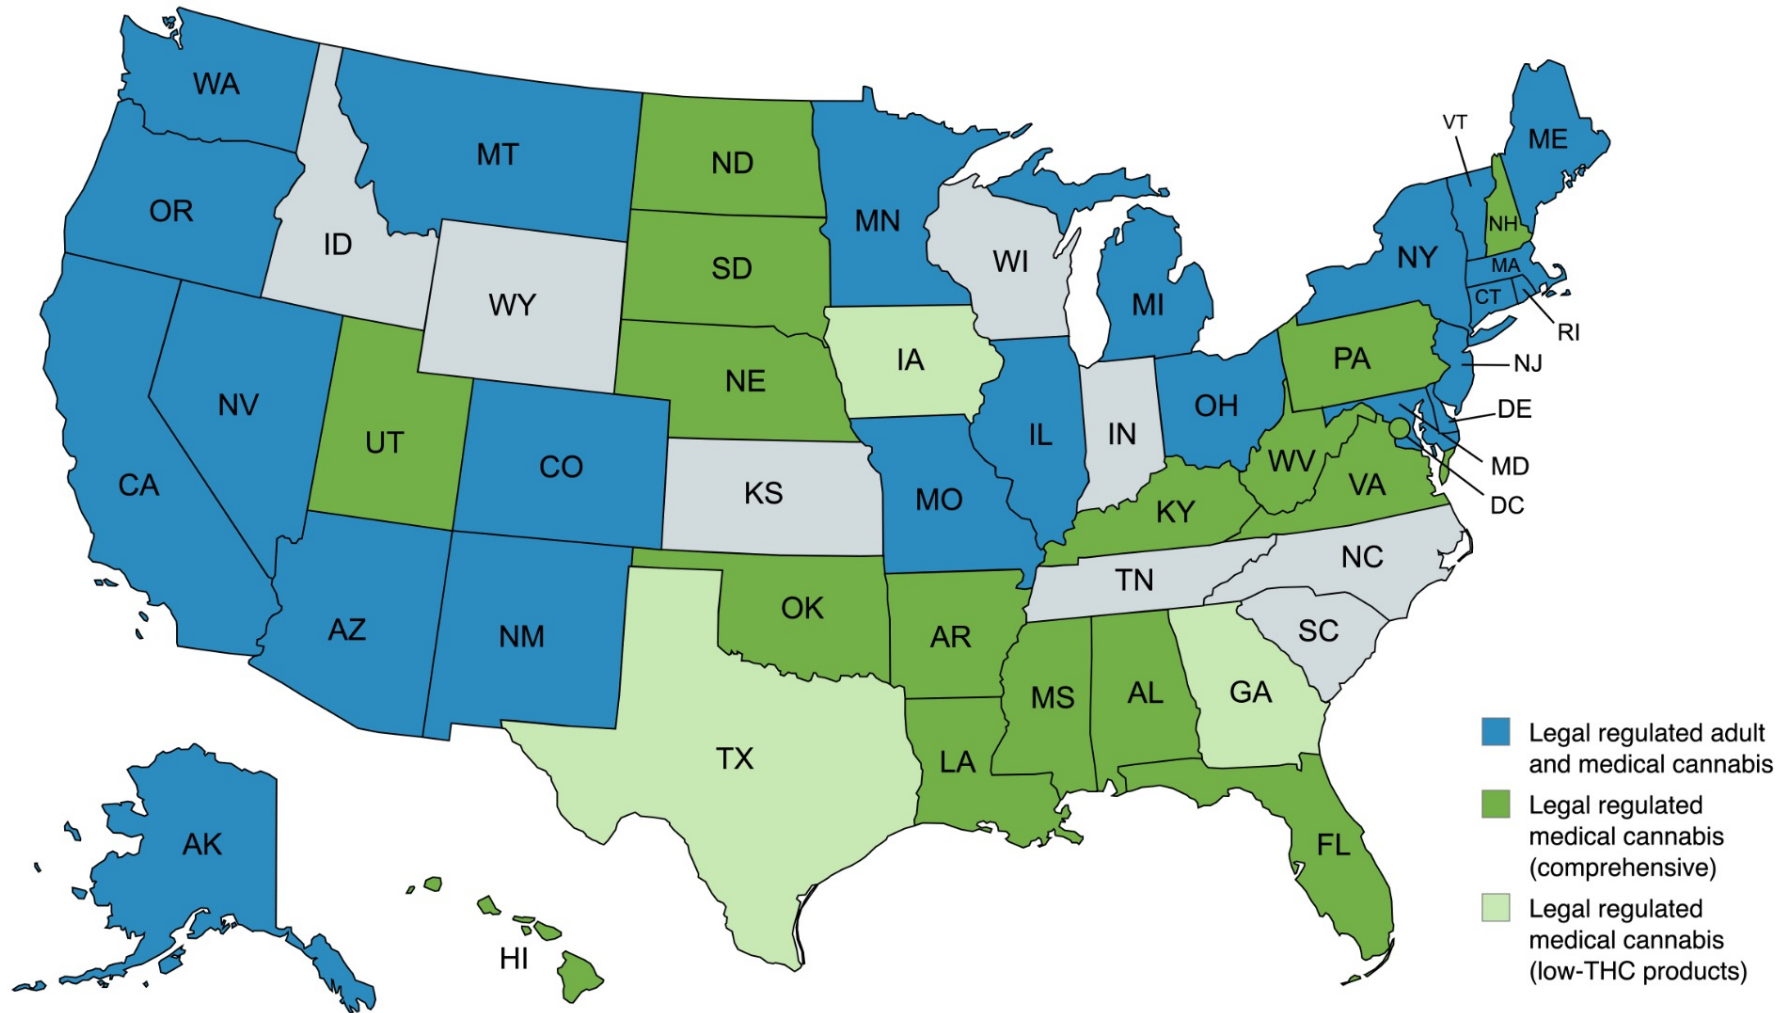 WA
MT
ND
MN
VT
ME
OR
ID
SD
WI
NY
NH
MA
CT
RI
WY
MI
IA
PA
NJ
NE
NV
UT
CO
IL
IN
OH
DE
MD
DC
CA
KS
MO
WV
VA
KY
NC
TN
AZ
NM
OK
AR
SC
MS
AL
GA
TX
LA
FL
AK
HI
Legal regulated adult
and medical cannabis
Legal regulated
medical cannabis
(comprehensive)
Legal regulated
medical cannabis
(low-THC products)